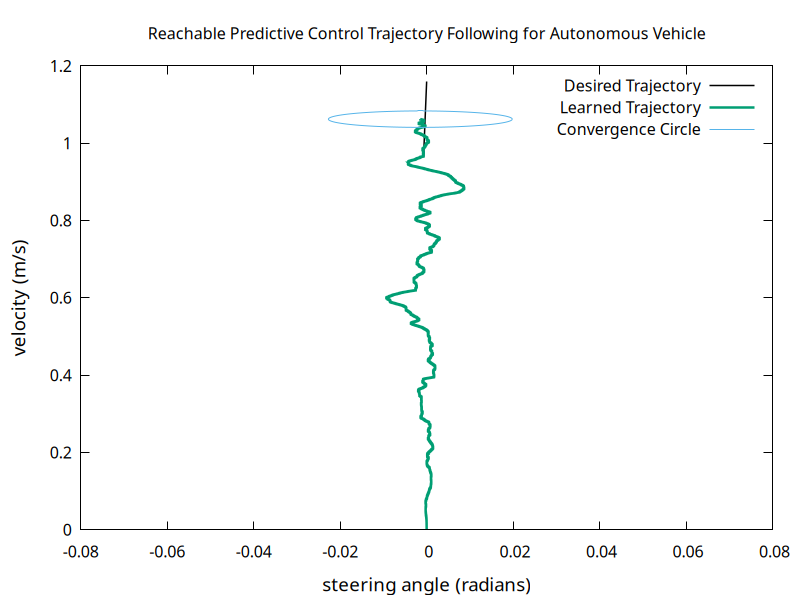 Reachable Predictive Control Trajectory Following for Autonomous Vehicle
Desired Trajectory
Learned Trajectory
Convergence Circle
velocity (m/s)
1.2
1
0.8
0.6
0.4
0.2
0
-0.08 -0.06 -0.04 -0.02 0 0.02 0.04 0.06 0.08
steering angle (radians)